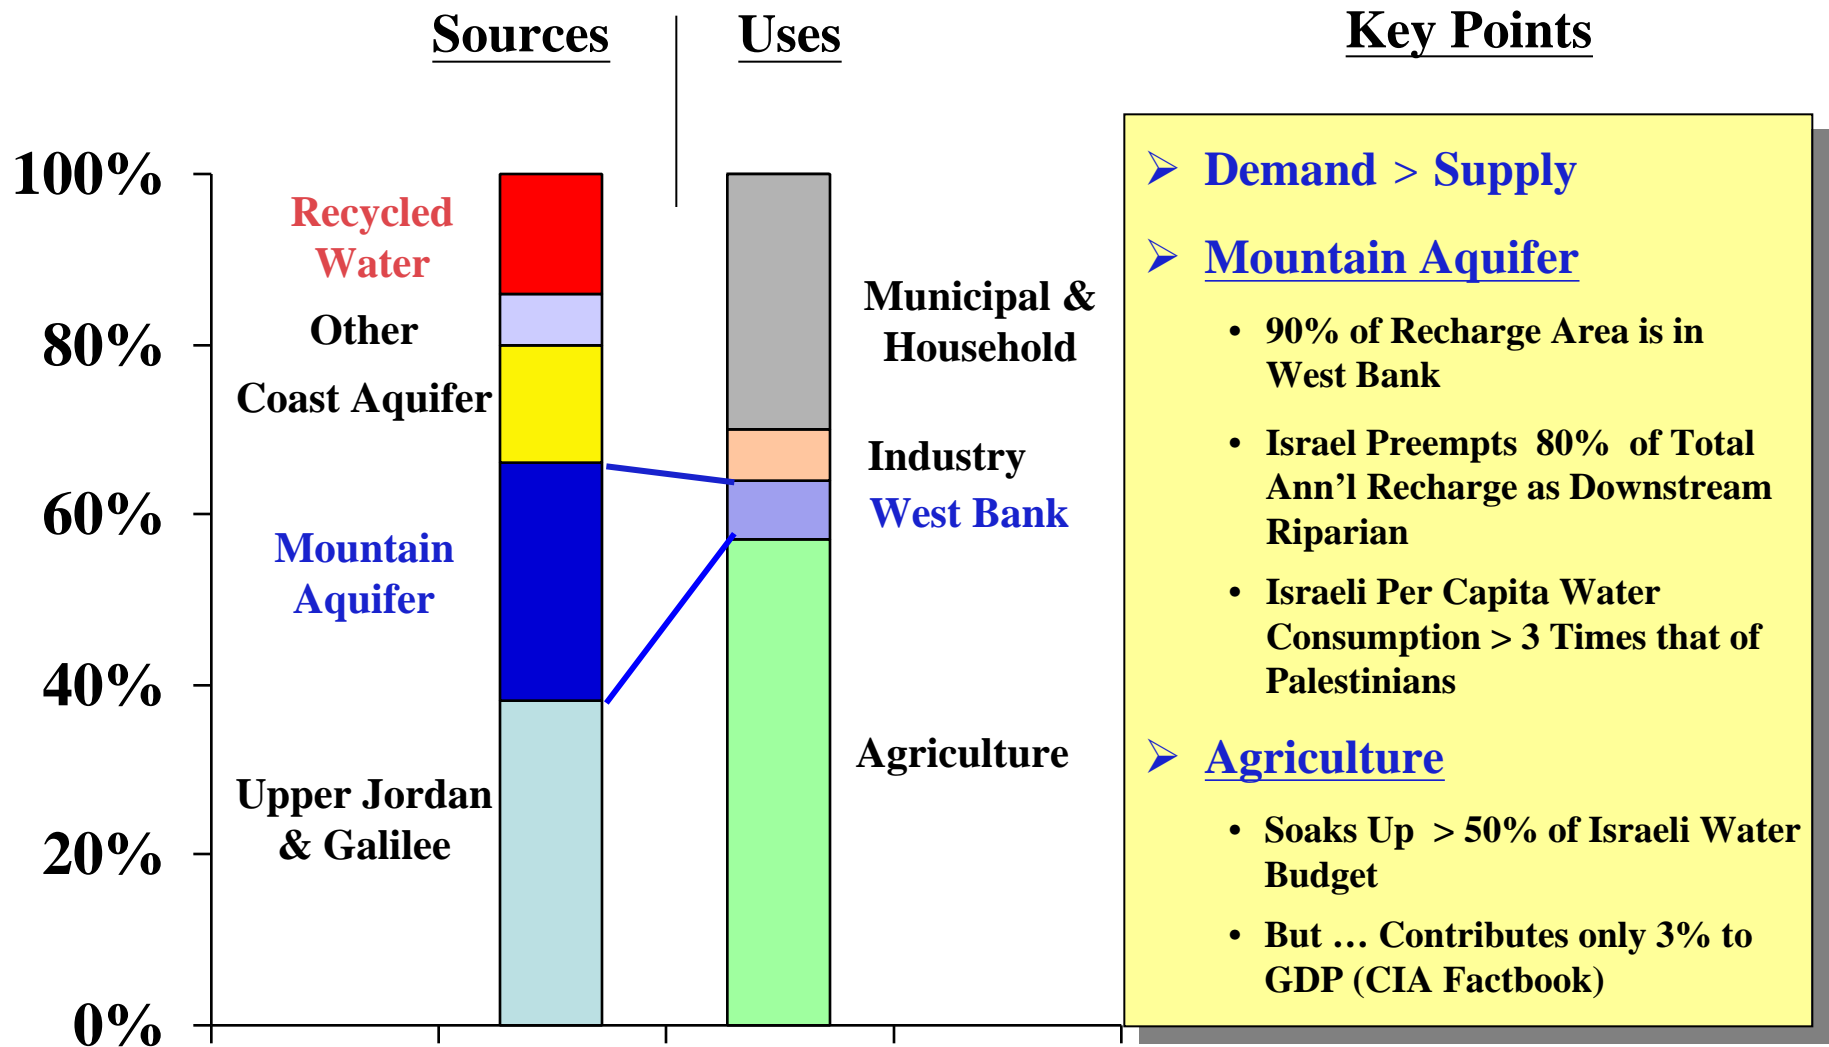 Sources
Uses
Key Points
100%
80%
60%
40%
20%
0%
Recycled
Water
Other
Coast Aquifer
Mountain
Aquifer
Upper Jordan
& Galilee
Municipal &
Household
Industry
West Bank
Agriculture
➢ Demand > Supply
➢ Mountain Aquifer
• 90% of Recharge Area is in
West Bank
• Israel Preempts 80% of Total
Ann’l Recharge as Downstream
Riparian
• Israeli Per Capita Water
Consumption > 3 Times that of
Palestinians
➢ Agriculture
• Soaks Up > 50% of Israeli Water
Budget
• But … Contributes only 3% to
GDP (CIA Factbook)